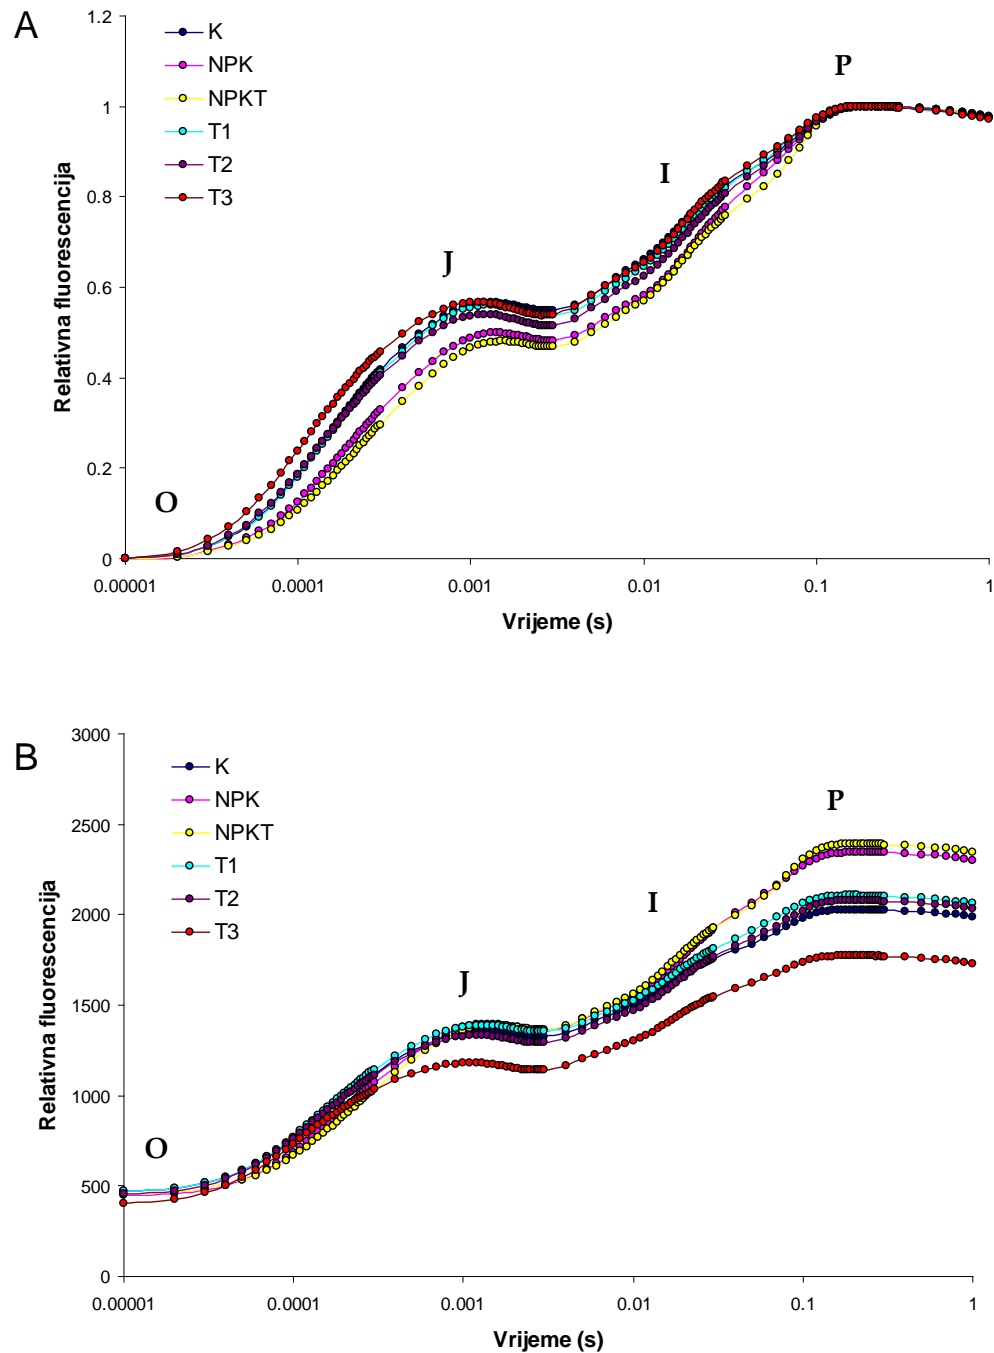 A
1.2
1
0.8
0.6
0.4
0.2
0
Relativna fluorescencija
K
NPK
NPKT
T1
T2
T3
O
J
I
P
0.00001
0.0001
0.001
0.01
0.1
1
Vrijeme (s)
B
3000
2500
2000
1500
1000
500
0
Relativna fluorescencija
K
NPK
NPKT
T1
T2
T3
O
J
I
P
0.00001
0.0001
0.001
0.01
0.1
1
Vrijeme (s)